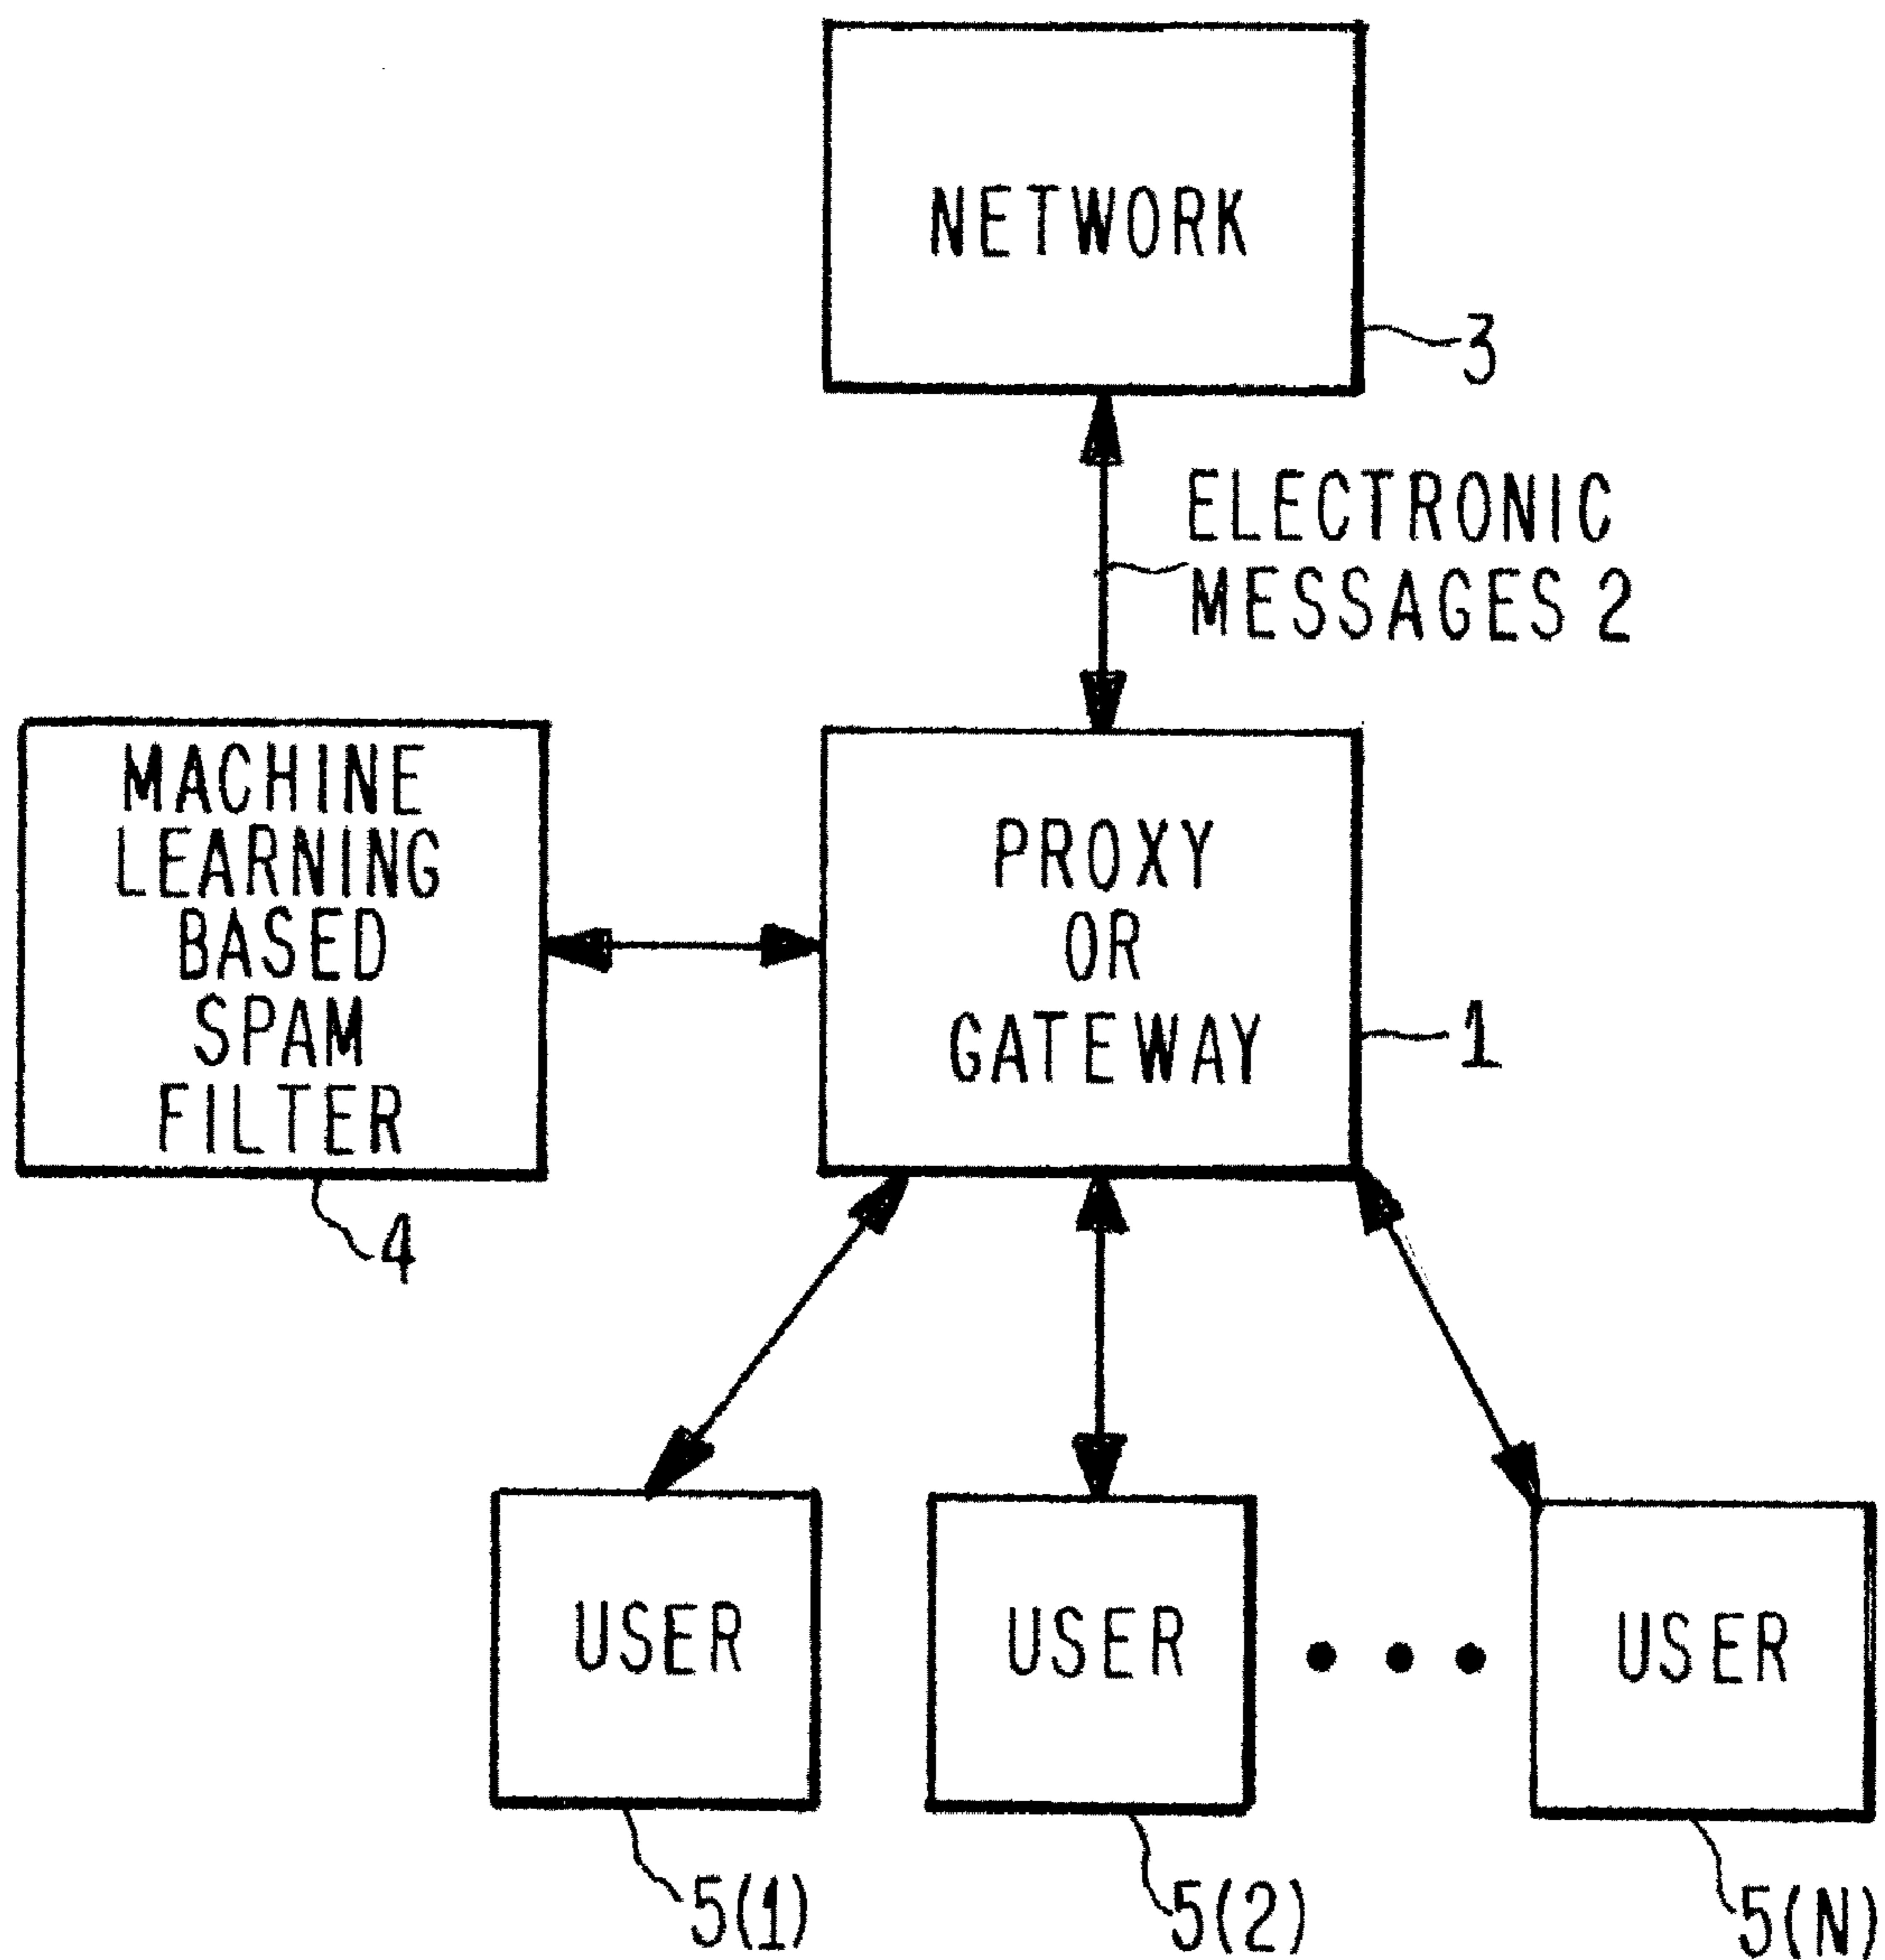 NETWORK
3
ELECTRONIC
MESSAGES 2
MACHINE
LEARNING
BASED
SPAM
FILTER
4
PROXY
OR
GATEWAY
1
USER
USER
USER
5(1)
5(2)
5(N)